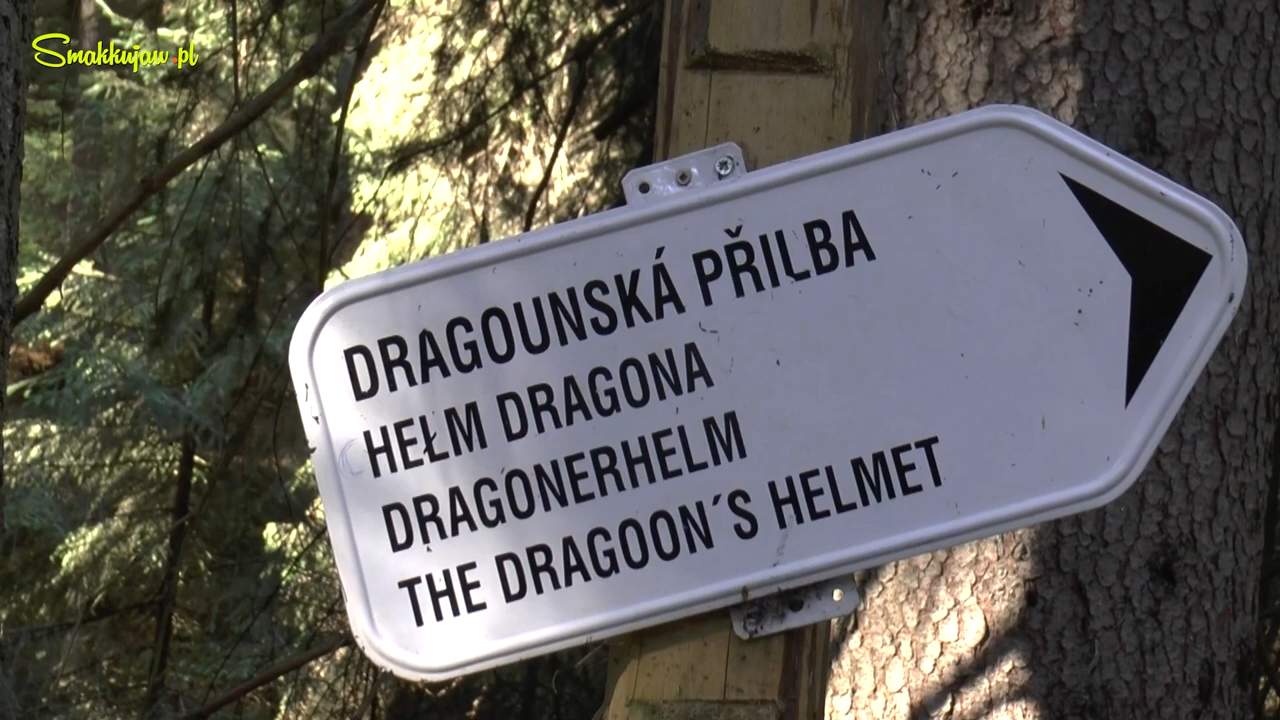 Smakkujaw.pl
DRAGOUNSKÁ PŘILBA
HEŁM DRAGONA
DRAGONERHELM
THE DRAGOON´S HELMET